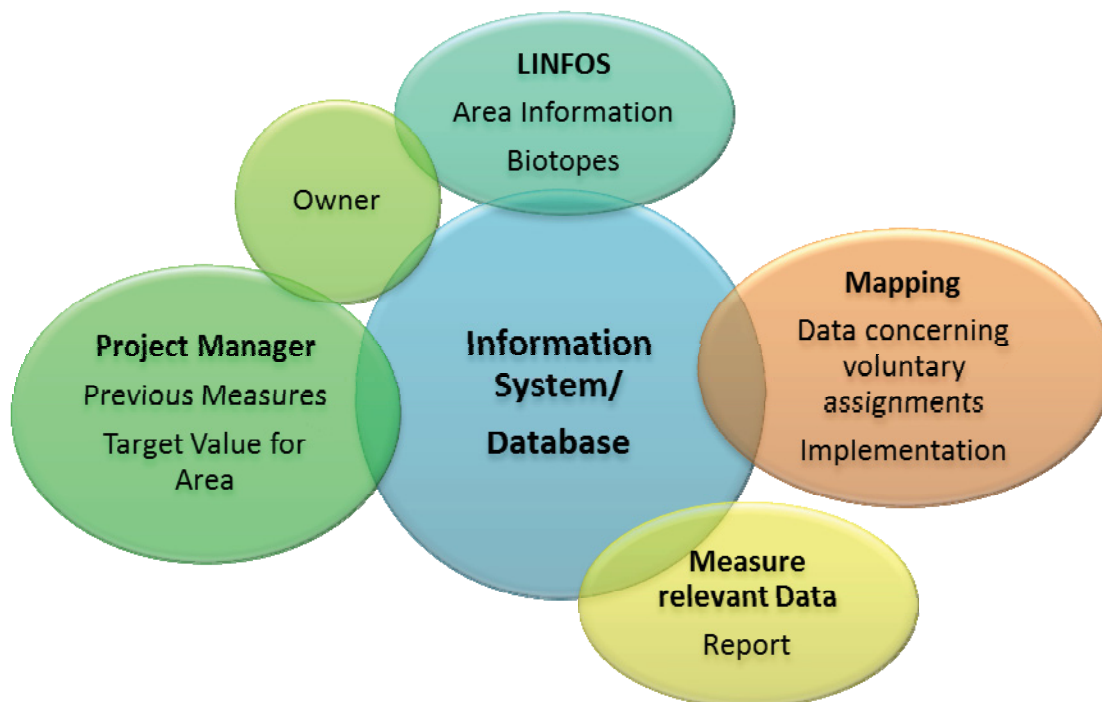 LINFOS
Area Information
Biotopes
Owner
Project Manager
Previous Measures
Target Value for
Area
Information
System/
Database
Mapping
Data concerning
voluntary
assignments
Implementation
Measure
relevant Data
Report